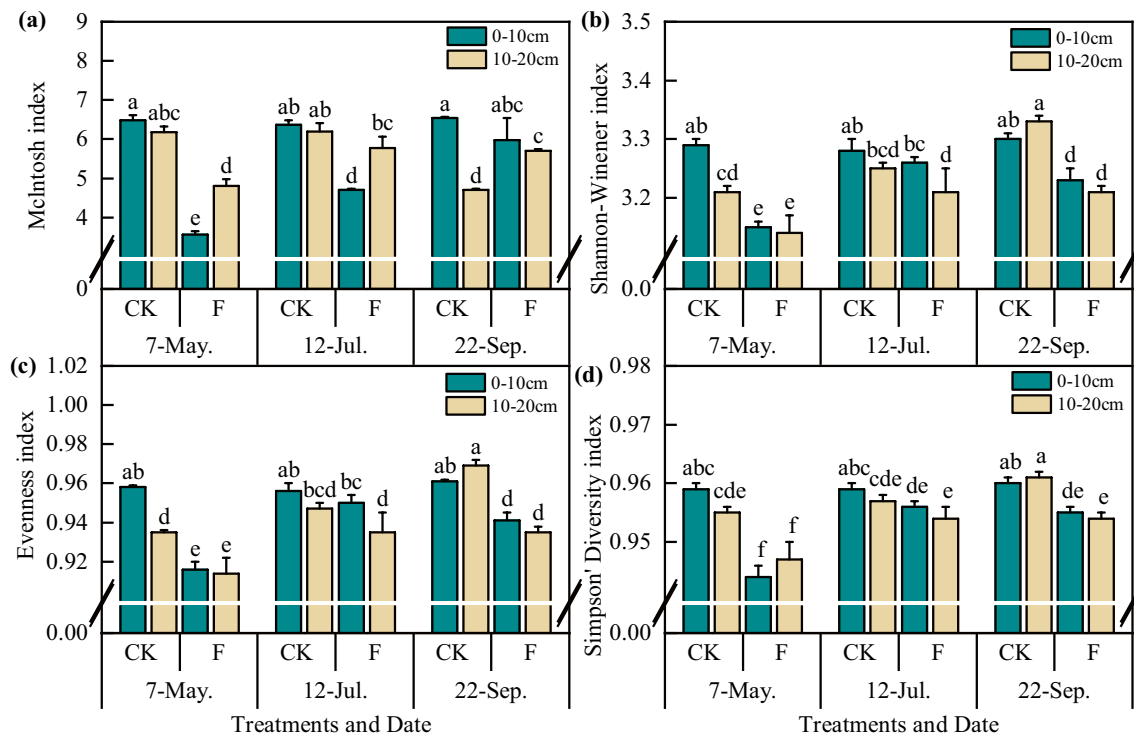 (a)
McIntosh index
9
8
7
6
5
4
0
0-10cm
10-20cm
a abc e d ab ab d bc a d abc c
CK F CK F CK F
7-May. 12-Jul. 22-Sep.
(b)
Shannon-Winener index
3.5
3.4
3.3
3.2
0.0
0-10cm
10-20cm
ab cd e e ab bcd bc d ab a d d
CK F CK F CK F
7-May. 12-Jul. 22-Sep.
(c)
Evenness index
1.02
1.00
0.98
0.96
0.94
0.92
0.00
0-10cm
10-20cm
ab d e e ab bcd bc d ab a d d
CK F CK F CK F
7-May. 12-Jul. 22-Sep.
Treatments and Date
(d)
Simpson' Diversity index
0.98
0.97
0.96
0.95
0.00
0-10cm
10-20cm
abc cde f f abc cde de e ab a de e
CK F CK F CK F
7-May. 12-Jul. 22-Sep.
Treatments and Date